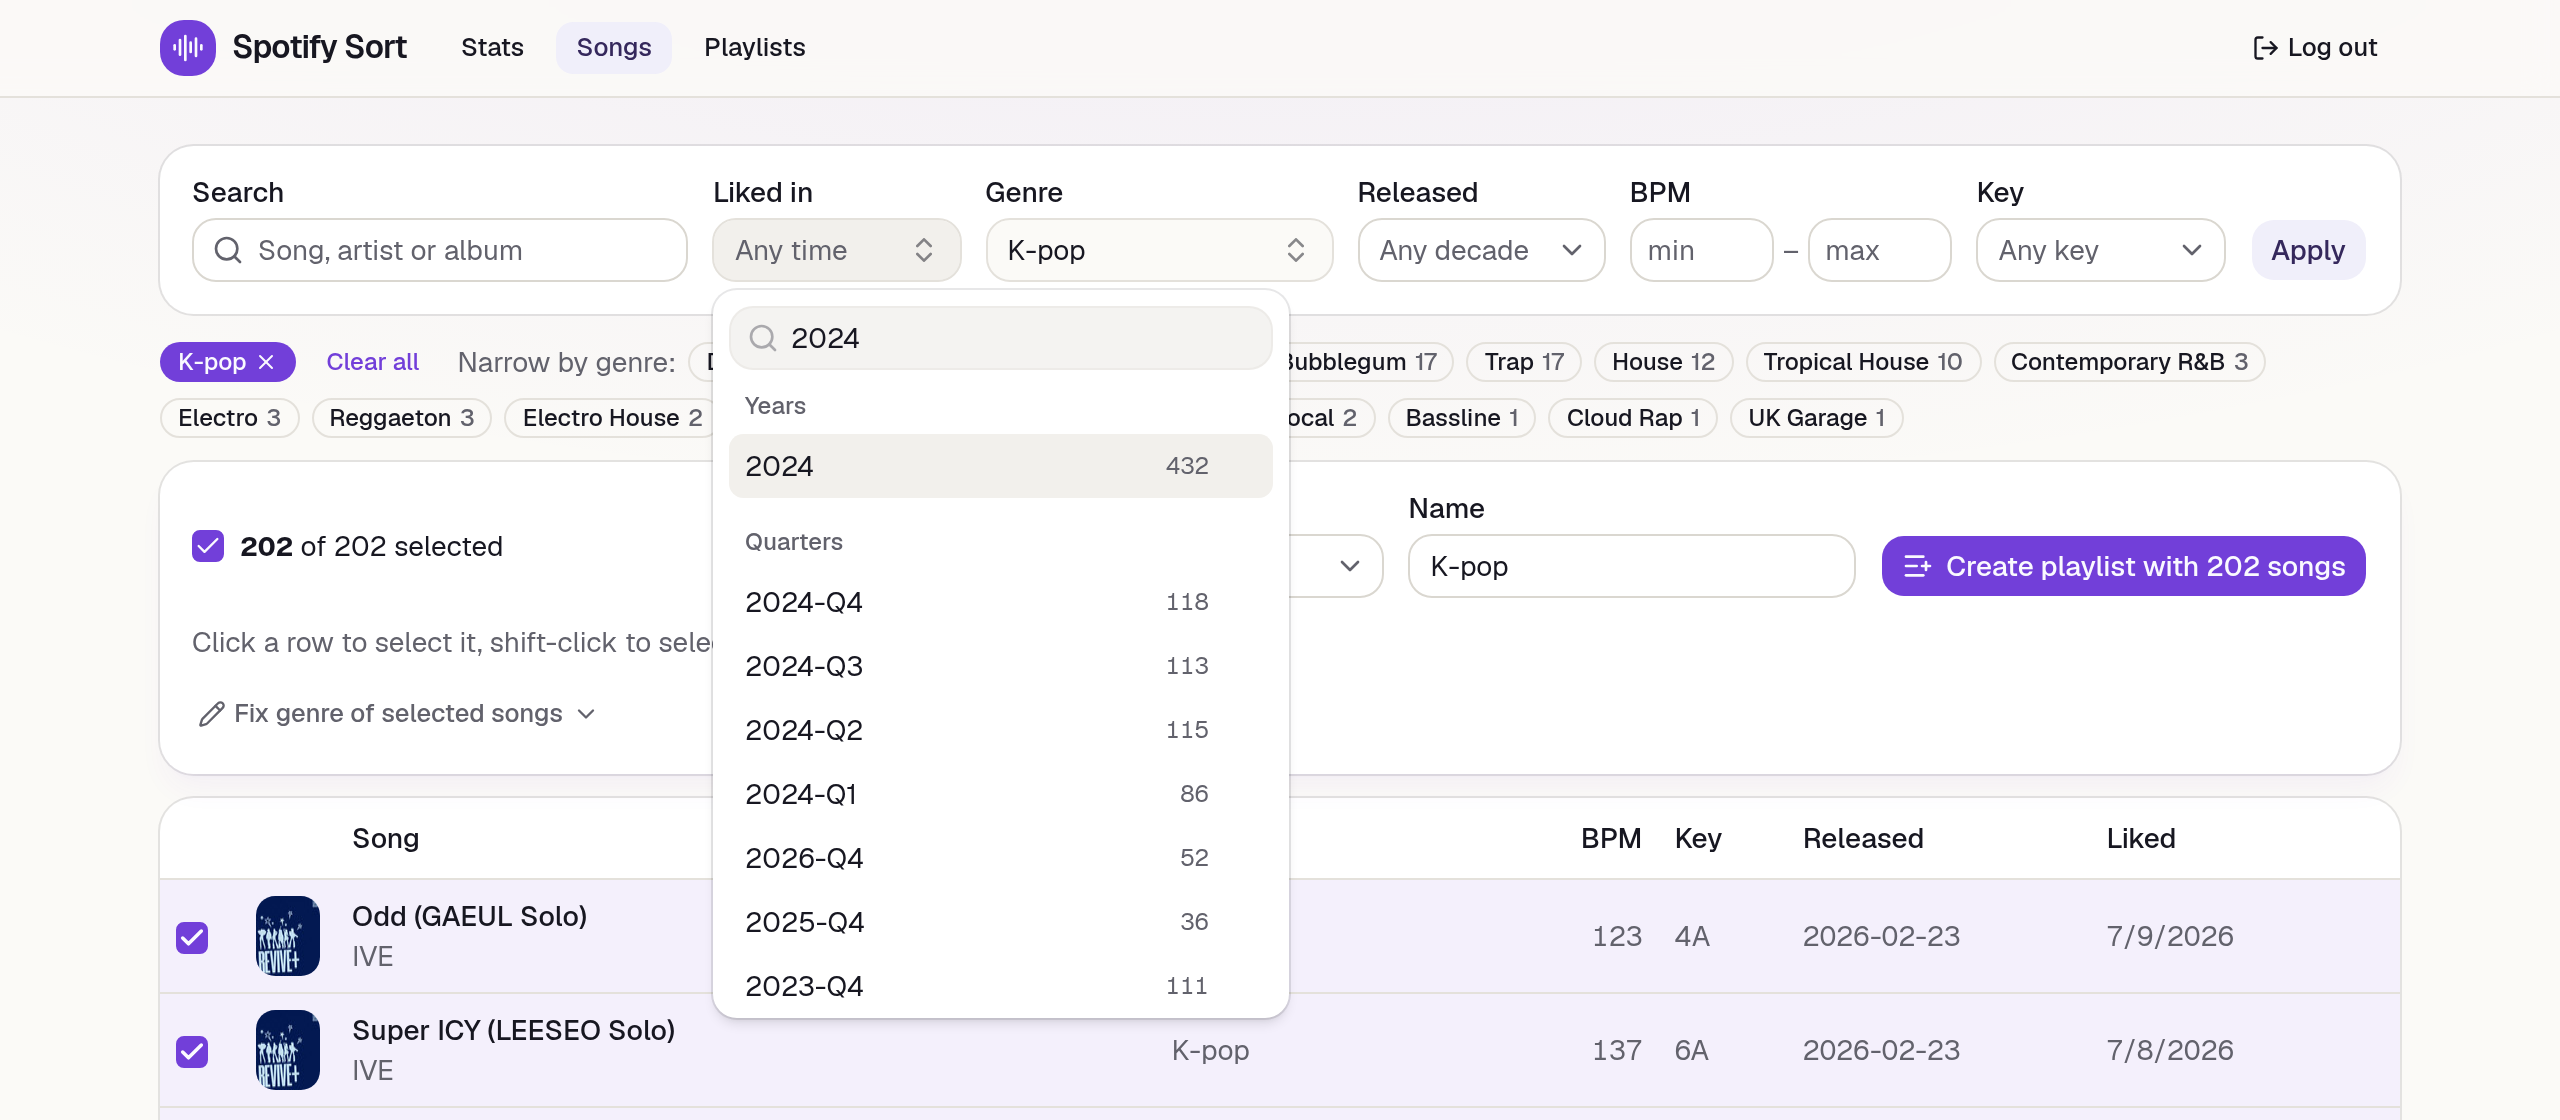 Spotify Sort Stats Songs Playlists Log out
Search Liked in Genre Released BPM Key
Song, artist or album Any time K-pop Any decade min – max Any key Apply
2024
K-pop Clear all Narrow by genre: Bubblegum 17 Trap 17 House 12 Tropical House 10 Contemporary R&B 3
Years
Electro 3 Reggaeton 3 Electro House 2 2 Bassline 1 Cloud Rap 1 UK Garage 1
2024 432
Name
Quarters
202 of 202 selected K-pop Create playlist with 202 songs
2024-Q4 118
Click a row to select it, shift-click to
2024-Q3 113
Fix genre of selected songs
2024-Q2 115
2024-Q1 86
Song BPM Key Released Liked
2026-Q4 52
Odd (GAEUL Solo)
IVE 123 4A 2026-02-23 7/9/2026
2025-Q4 36
2023-Q4 111
REVIVE+
Super ICY (LEESEO Solo)
IVE K-pop 137 6A 2026-02-23 7/8/2026
REVIVE+